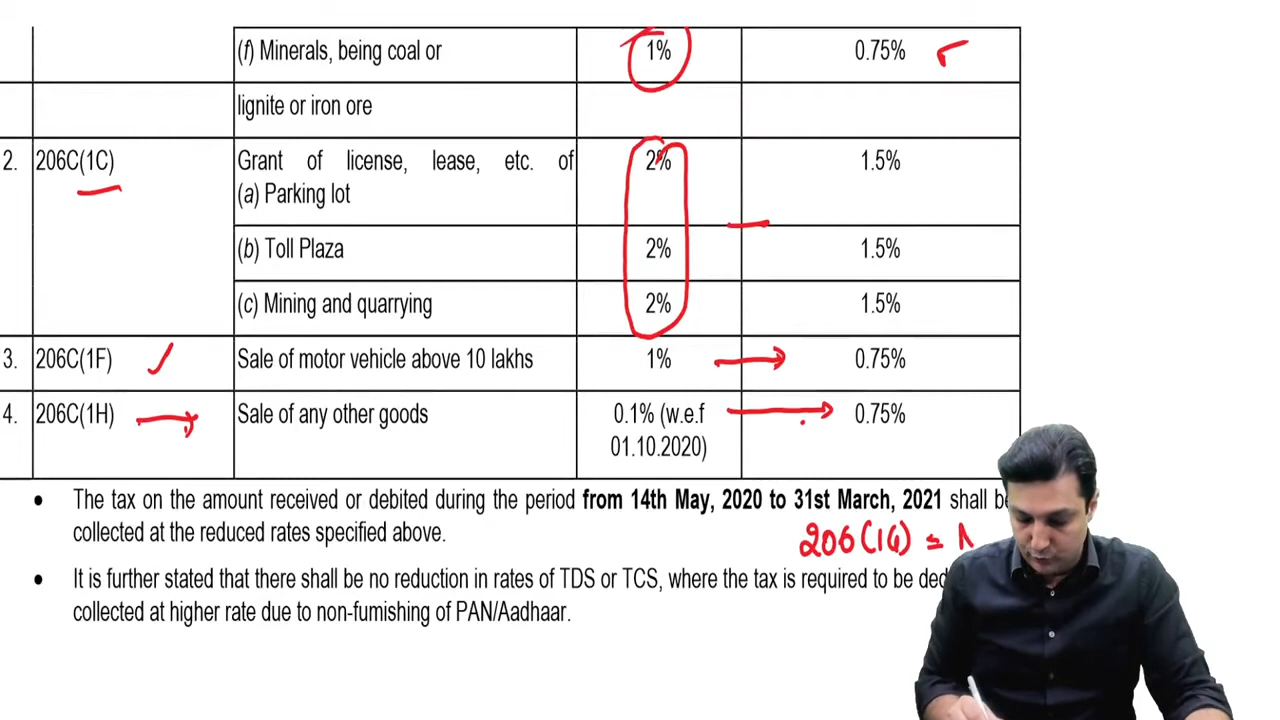 (f) Minerals, being coal or 1% 0.75%
lignite or iron ore
2. 206C(1C) Grant of license, lease, etc. of 2% 1.5%
(a) Parking lot
(b) Toll Plaza 2% 1.5%
(c) Mining and quarrying 2% 1.5%
3. 206C(1F) Sale of motor vehicle above 10 lakhs 1% 0.75%
4. 206C(1H) Sale of any other goods 0.1% (w.e.f 0.75%
01.10.2020)
• The tax on the amount received or debited during the period from 14th May, 2020 to 31st March, 2021 shall be
collected at the reduced rates specified above.
206(1G) =
• It is further stated that there shall be no reduction in rates of TDS or TCS, where the tax is required to be ded
collected at higher rate due to non-furnishing of PAN/Aadhaar.